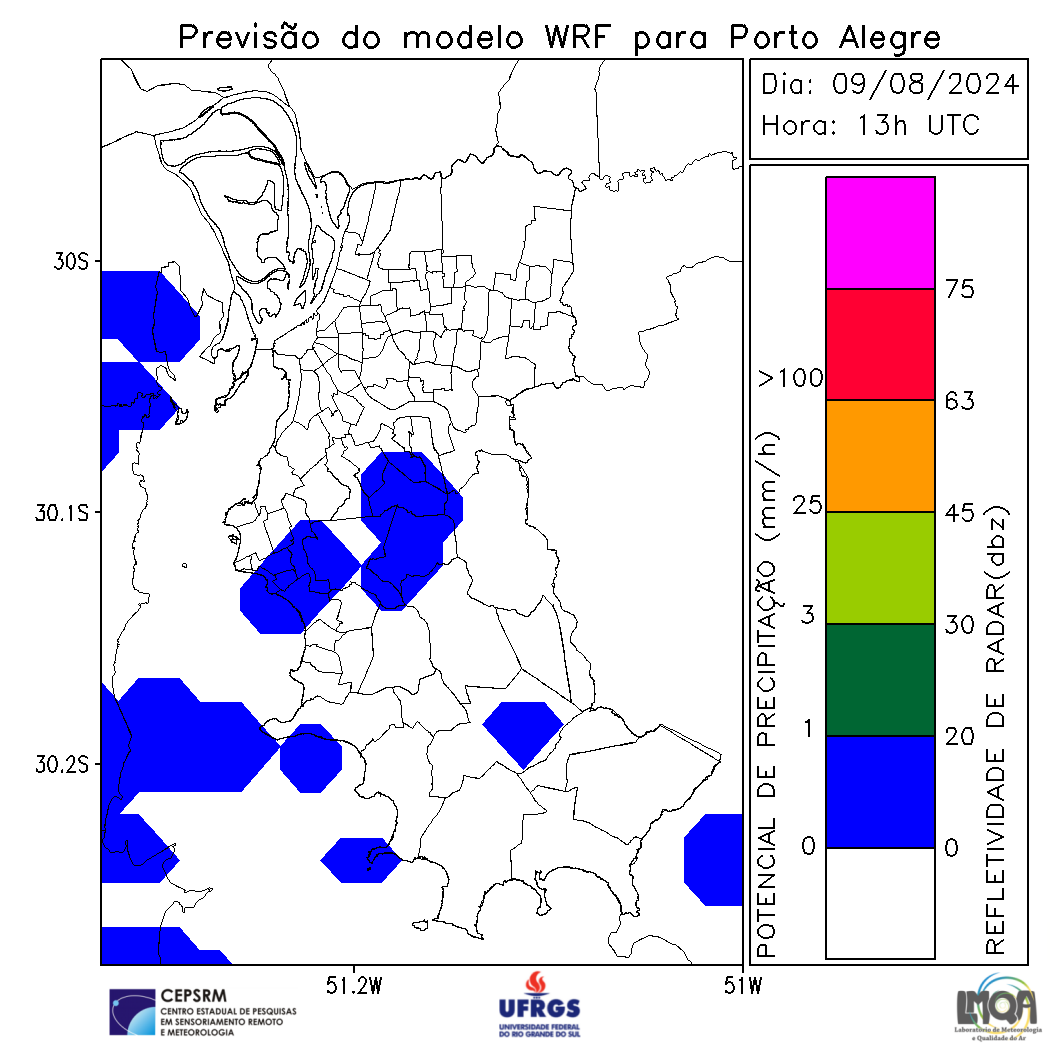 Previsão do modelo WRF para Porto Alegre
Dia: 09/08/2024
Hora: 13h UTC
30S
30.1S
30.2S
51.2W
51W
POTENCIAL DE PRECIPITAÇÃO (mm/h)
>100
25
3
1
0
75
63
45
30
20
0
REFLETIVIDADE DE RADAR(dbz)
CEPSRM
CENTRO ESTADUAL DE PESQUISAS
EM SENSORIAMENTO REMOTO
E METEOROLOGIA
UFRGS
UNIVERSIDADE FEDERAL
DO RIO GRANDE DO SUL
LMQA
Laboratório de Meteorologia
e Qualidade do Ar